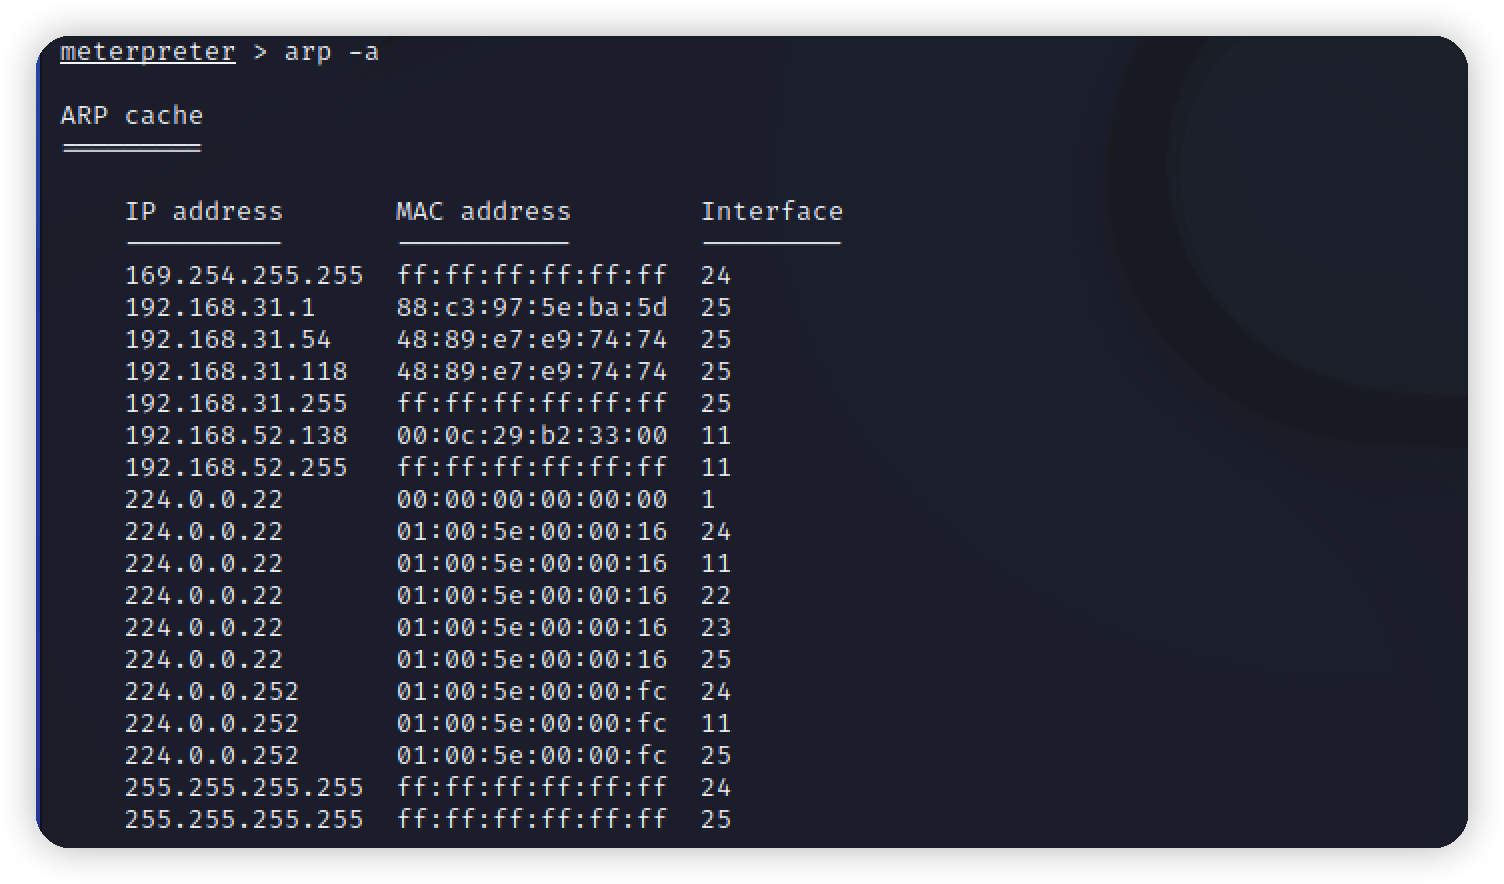 meterpreter > arp -a
ARP cache
IP address MAC address Interface
169.254.255.255 ff:ff:ff:ff:ff:ff 24
192.168.31.1 88:c3:97:5e:ba:5d 25
192.168.31.54 48:89:e7:e9:74:74 25
192.168.31.118 48:89:e7:e9:74:74 25
192.168.31.255 ff:ff:ff:ff:ff:ff 25
192.168.52.138 00:0c:29:b2:33:00 11
192.168.52.255 ff:ff:ff:ff:ff:ff 11
224.0.0.22 00:00:00:00:00:00 1
224.0.0.22 01:00:5e:00:00:16 24
224.0.0.22 01:00:5e:00:00:16 11
224.0.0.22 01:00:5e:00:00:16 22
224.0.0.22 01:00:5e:00:00:16 23
224.0.0.22 01:00:5e:00:00:16 25
224.0.0.252 01:00:5e:00:00:fc 24
224.0.0.252 01:00:5e:00:00:fc 11
224.0.0.252 01:00:5e:00:00:fc 25
255.255.255.255 ff:ff:ff:ff:ff:ff 24
255.255.255.255 ff:ff:ff:ff:ff:ff 25